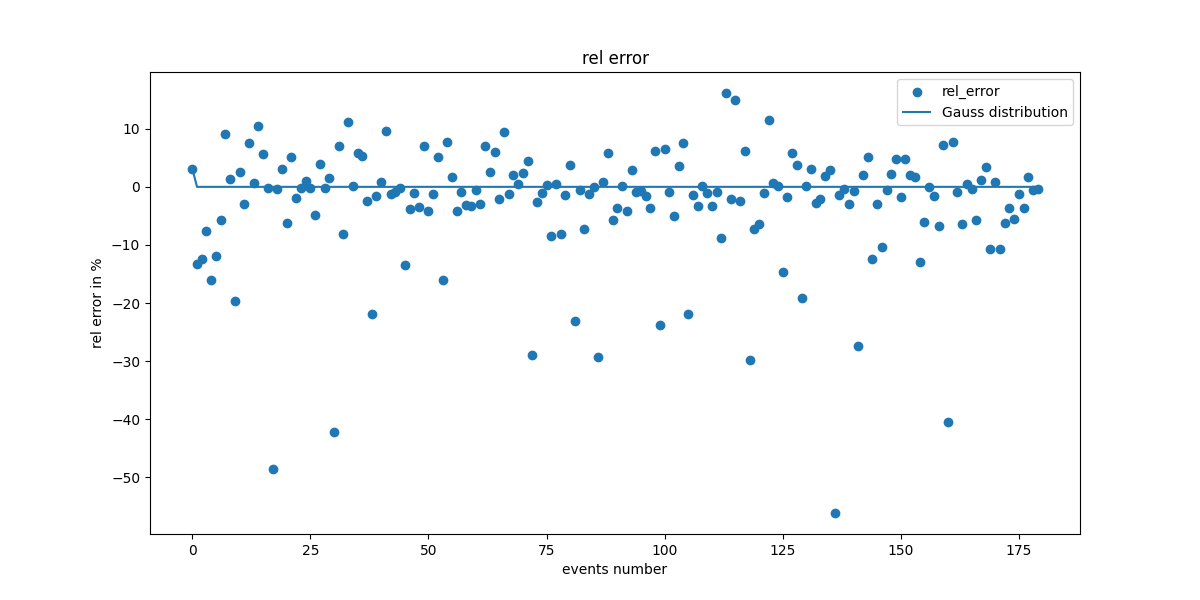 rel error
rel_error
Gauss distribution
10
0
−10
−20
−30
−40
−50
rel error in %
0 25 50 75 100 125 150 175
events number